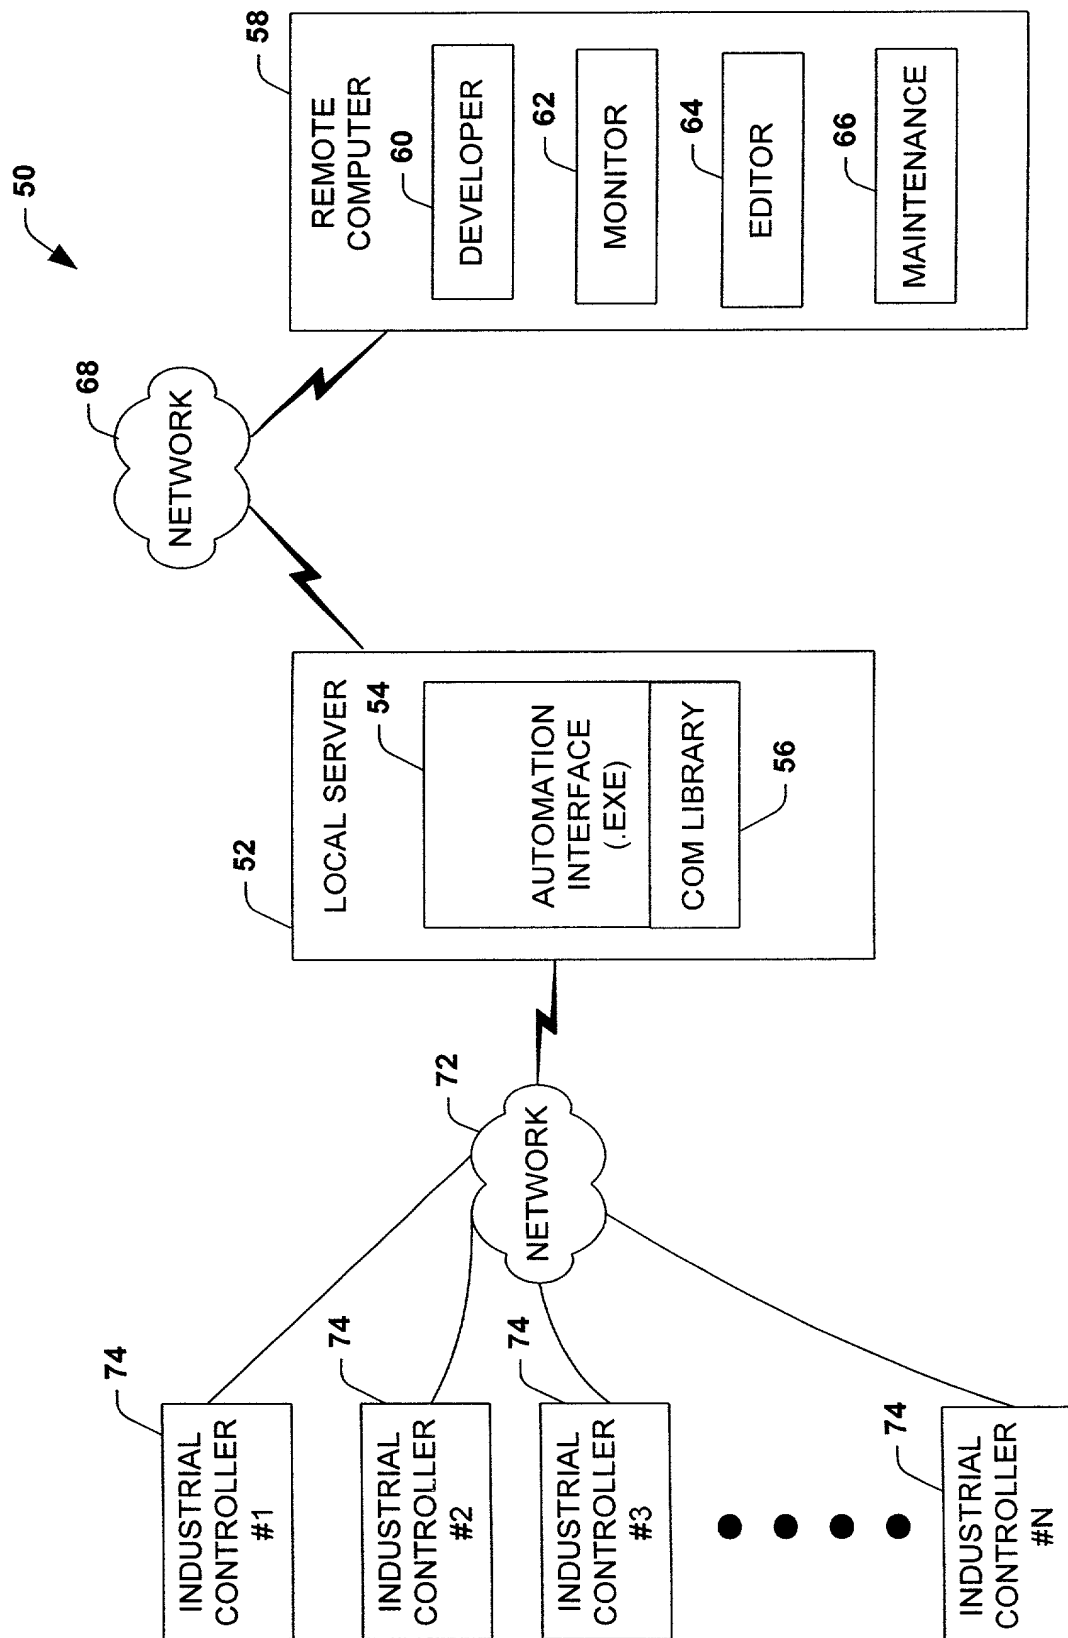 50
58
REMOTE
COMPUTER
60
DEVELOPER
62
MONITOR
64
EDITOR
66
MAINTENANCE
68
NETWORK
52
LOCAL SERVER
54
AUTOMATION
INTERFACE
(.EXE)
COM LIBRARY
56
72
NETWORK
74
INDUSTRIAL
CONTROLLER
#1
74
INDUSTRIAL
CONTROLLER
#2
74
INDUSTRIAL
CONTROLLER
#3
74
INDUSTRIAL
CONTROLLER
#N